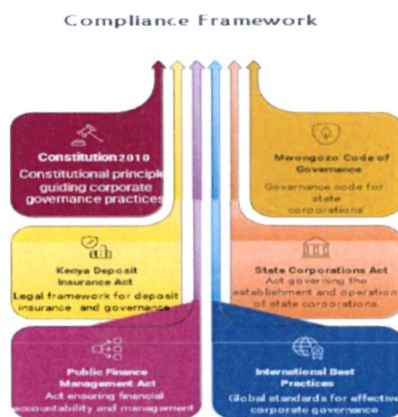 Compliance Framework
Constitution 2010
Constitutional principle
guiding corporate
governance practices
Mwongozo Code of
Governance
Governance code for
state
corporations
Kenya Deposit
Insurance Act
Legal framework for deposit
insurance and governance
State Corporations Act
Act governing the
establishment and operation
of state corporations.
Public Finance
Management Act
Act ensuring financial
accountability and management
International Best
Practices
Global standards for effective
corporate governance